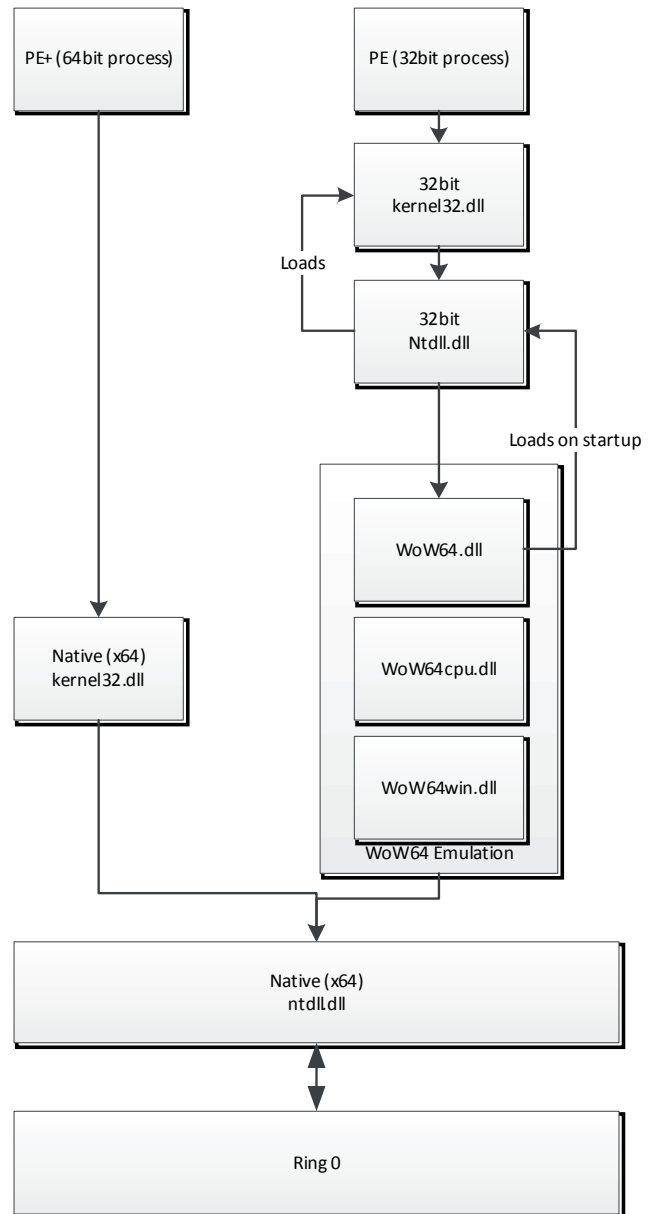 PE+ (64bit process)
PE (32bit process)
32bit
kernel32.dll
Loads
32bit
Ntdll.dll
Loads on startup
WoW64.dll
Native (x64)
kernel32.dll
WoW64cpu.dll
WoW64win.dll
WoW64 Emulation
Native (x64)
ntdll.dll
Ring 0